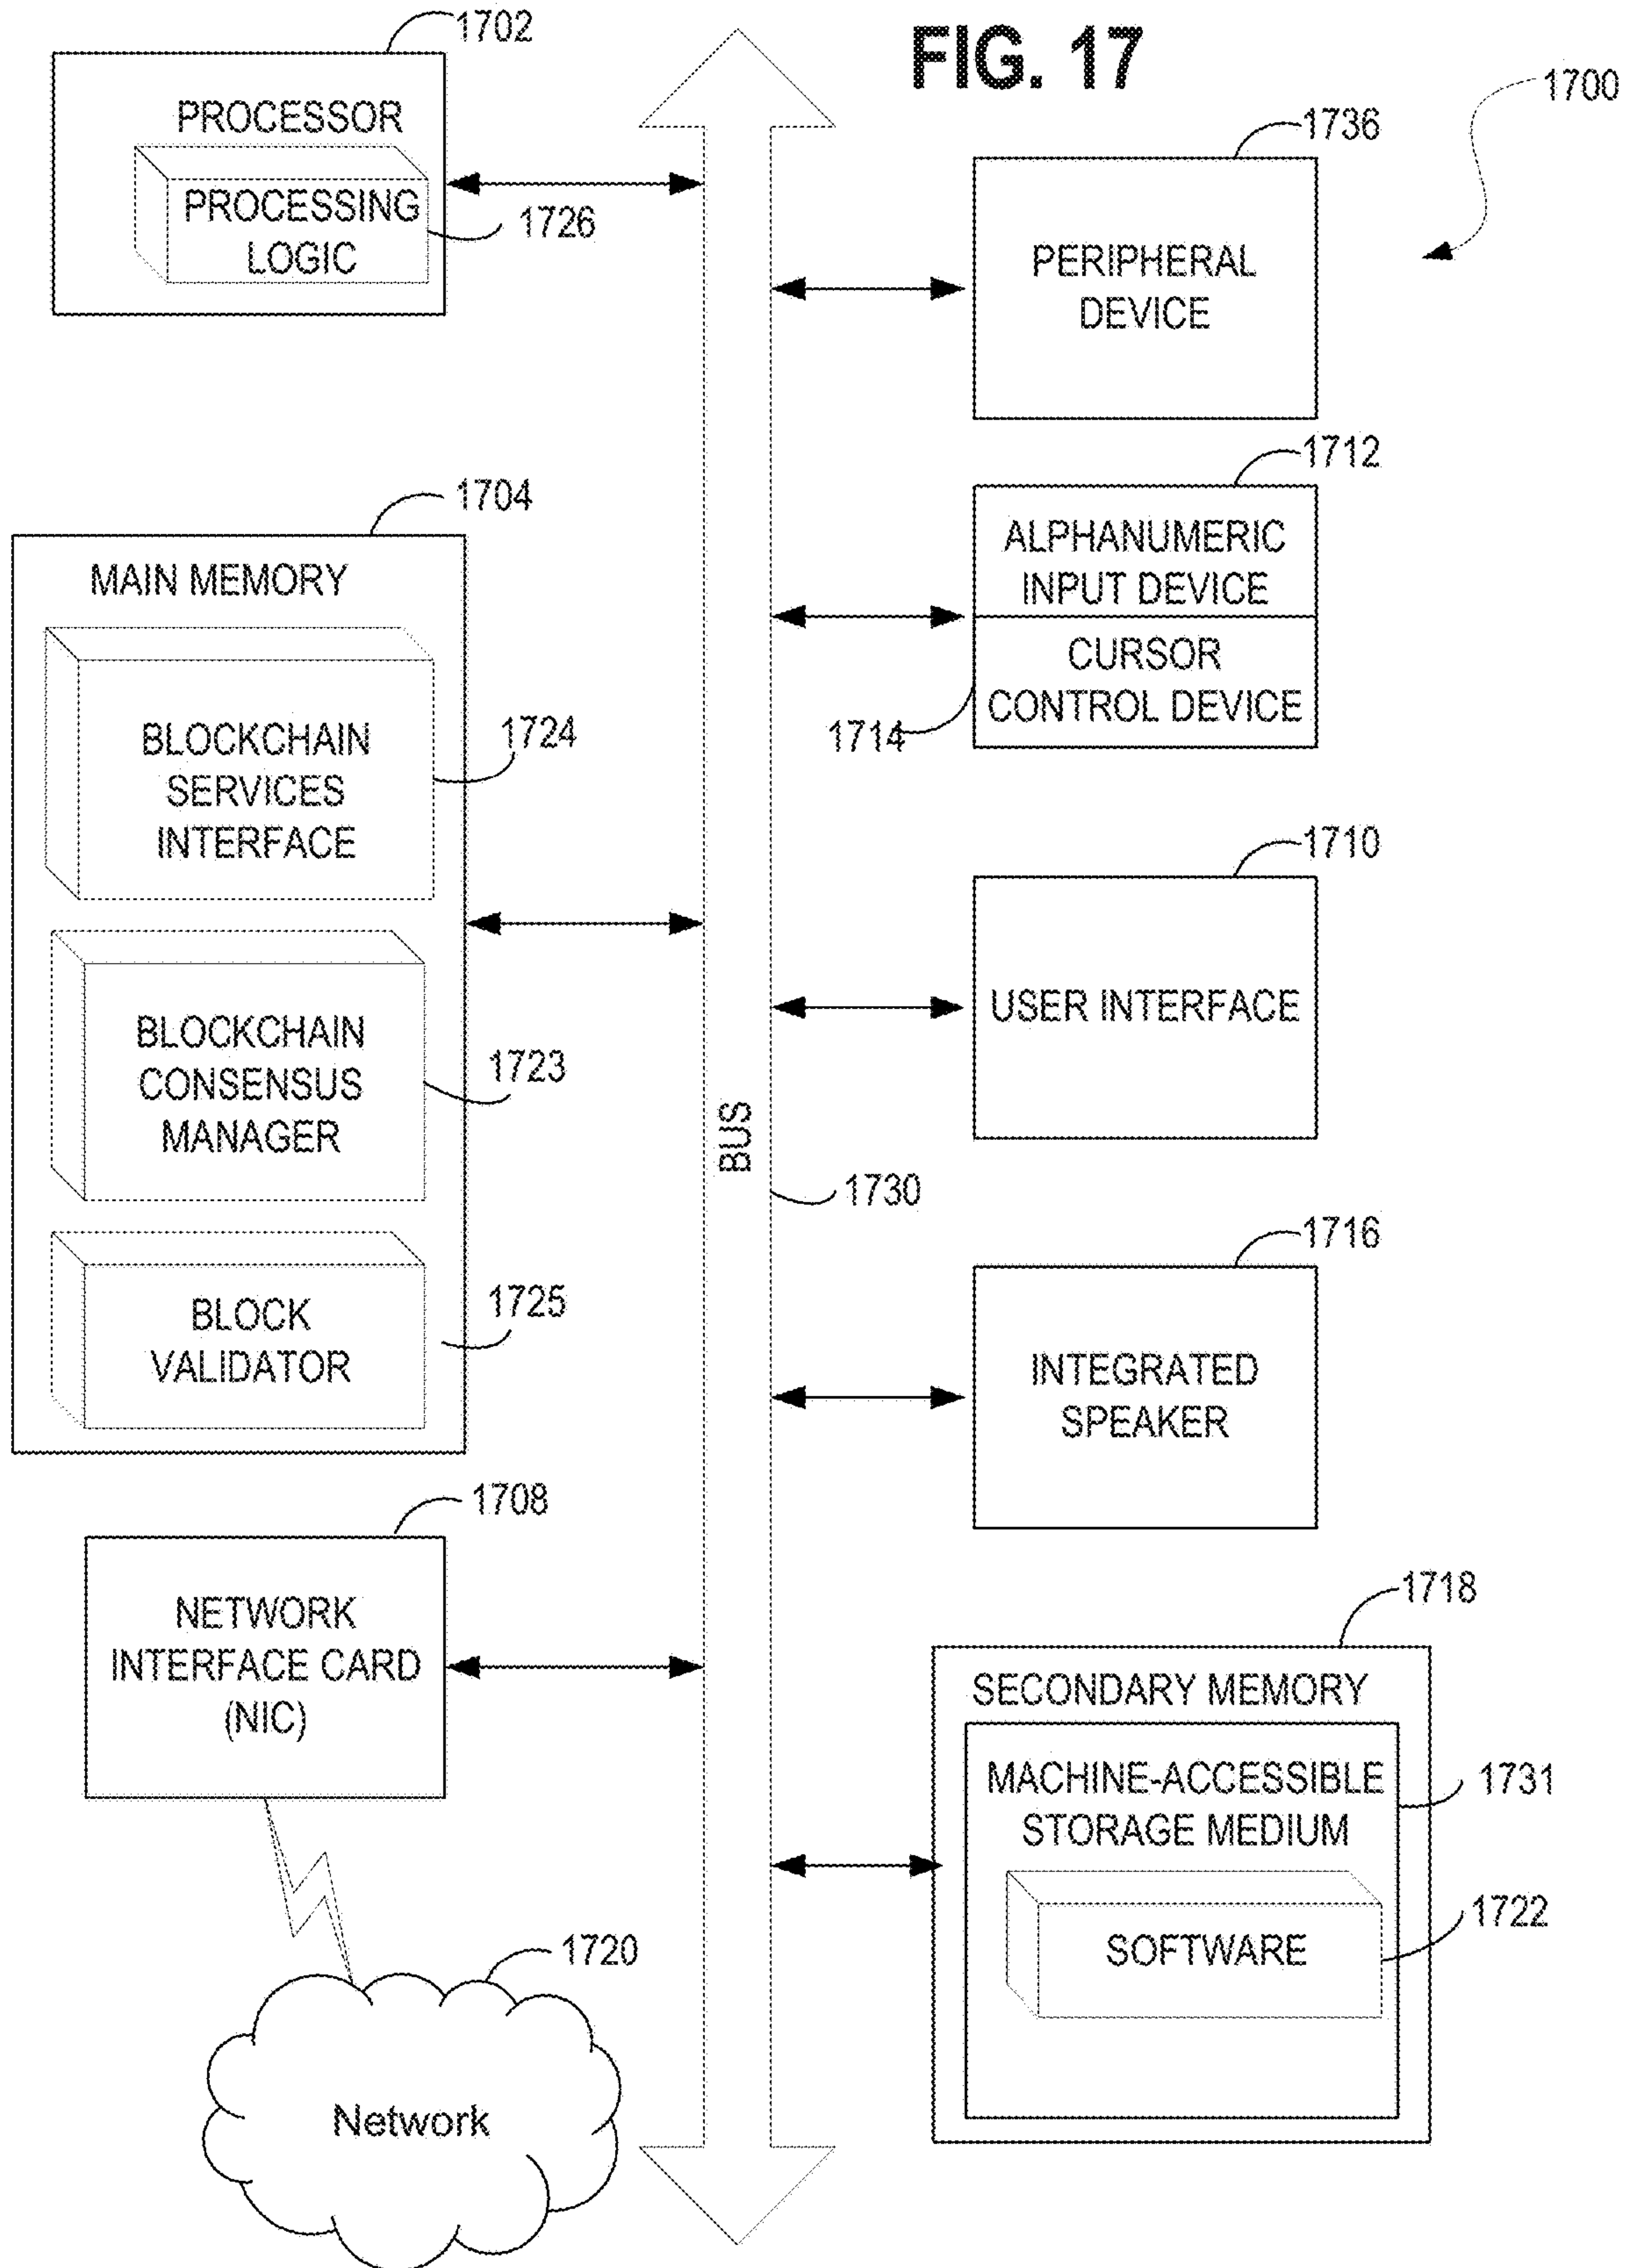 FIG. 17
1700
1702
PROCESSOR
PROCESSING
LOGIC
1726
1704
MAIN MEMORY
BLOCKCHAIN
SERVICES
INTERFACE
1724
BLOCKCHAIN
CONSENSUS
MANAGER
1723
BLOCK
VALIDATOR
1725
1708
NETWORK
INTERFACE CARD
(NIC)
1720
Network
BUS
1730
1736
PERIPHERAL
DEVICE
1712
ALPHANUMERIC
INPUT DEVICE
CURSOR
CONTROL DEVICE
1714
1710
USER INTERFACE
1716
INTEGRATED
SPEAKER
1718
SECONDARY MEMORY
MACHINE-ACCESSIBLE
STORAGE MEDIUM
1731
SOFTWARE
1722